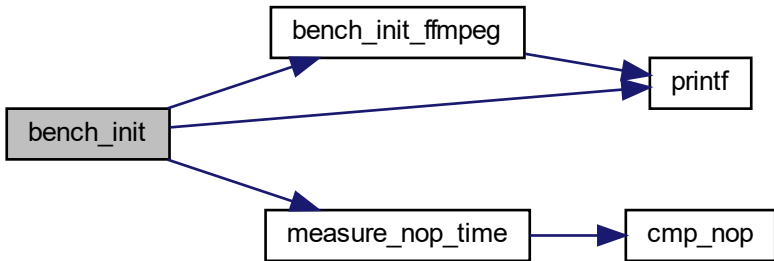 bench_init_ffmpeg
printf
bench_init
measure_nop_time
cmp_nop